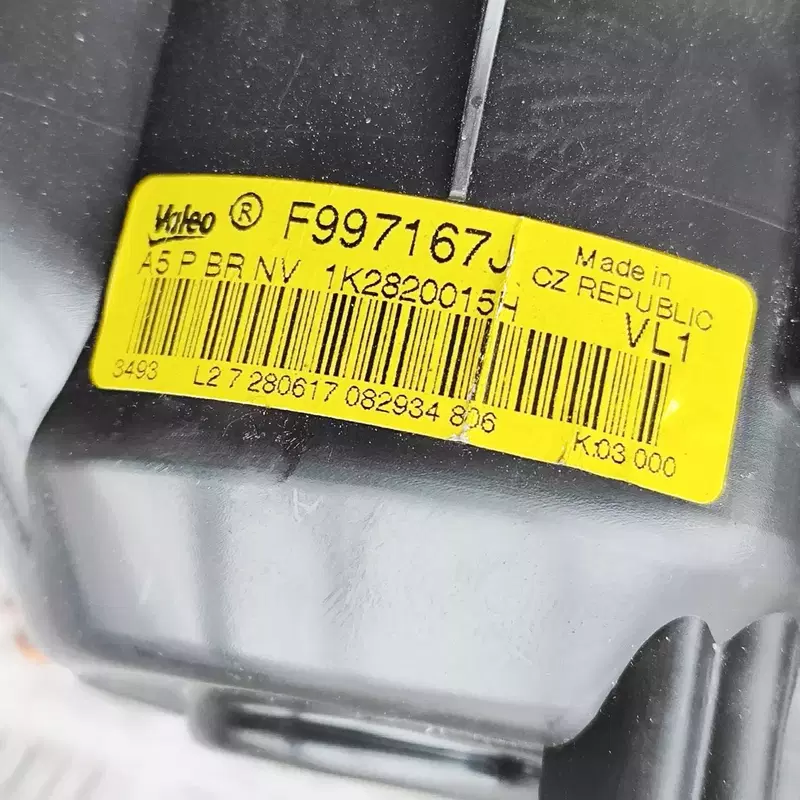 Valeo ® F997167J Made in
A5 P BR NV 1K2820015H CZ REPUBLIC
VL1
3493 L2 7 280617 082934 806 K:03 000